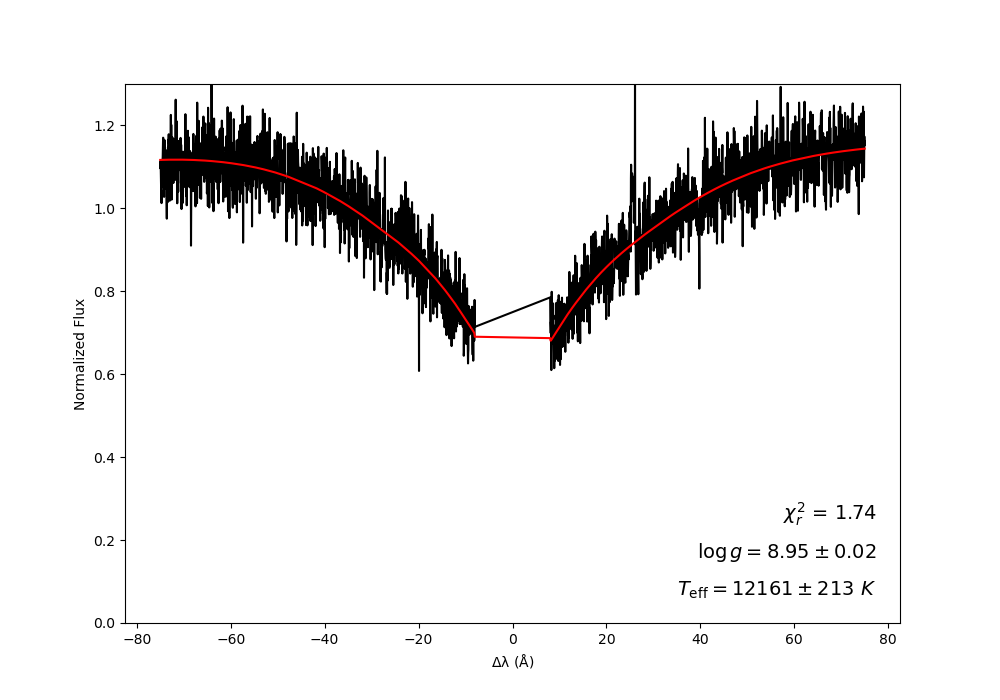 Normalized Flux
1.2
1.0
0.8
0.6
0.4
0.2
0.0
χ²ᵣ = 1.74
log g = 8.95 ± 0.02
T_eff = 12161 ± 213 K
−80 −60 −40 −20 0 20 40 60 80
Δλ (Å)